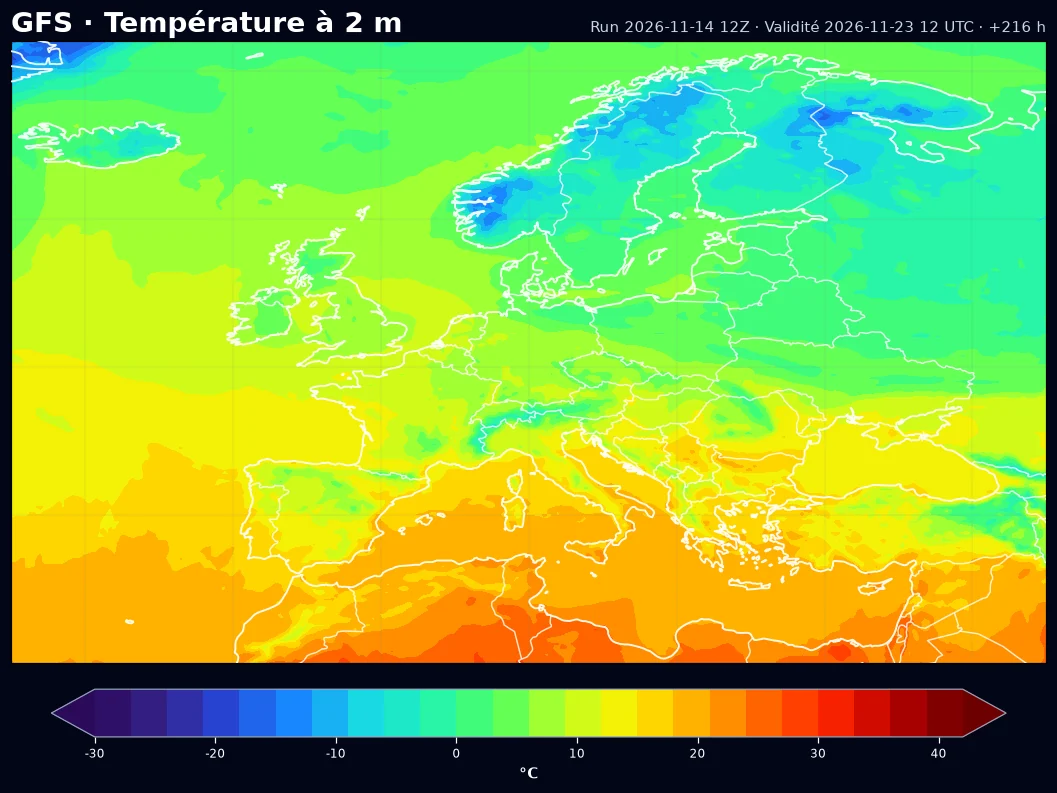 GFS · Température à 2 m
Run 2026-11-14 12Z · Validité 2026-11-23 12 UTC · +216 h
-30 -20 -10 0 10 20 30 40
°C